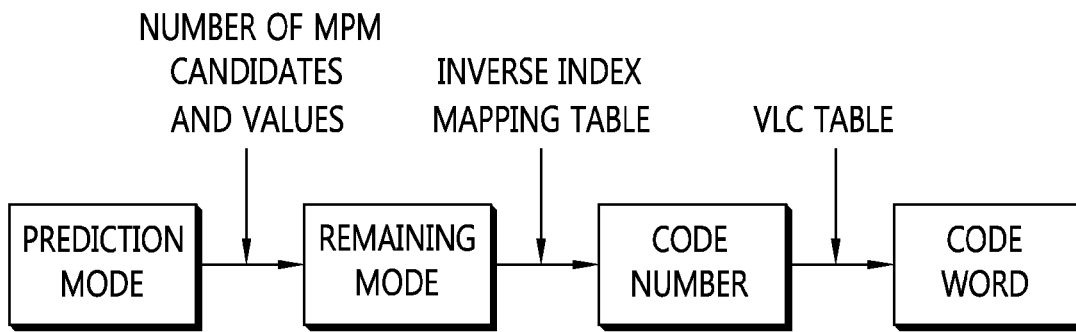 NUMBER OF MPM
CANDIDATES
AND VALUES
INVERSE INDEX
MAPPING TABLE
VLC TABLE
PREDICTION
MODE
REMAINING
MODE
CODE
NUMBER
CODE
WORD